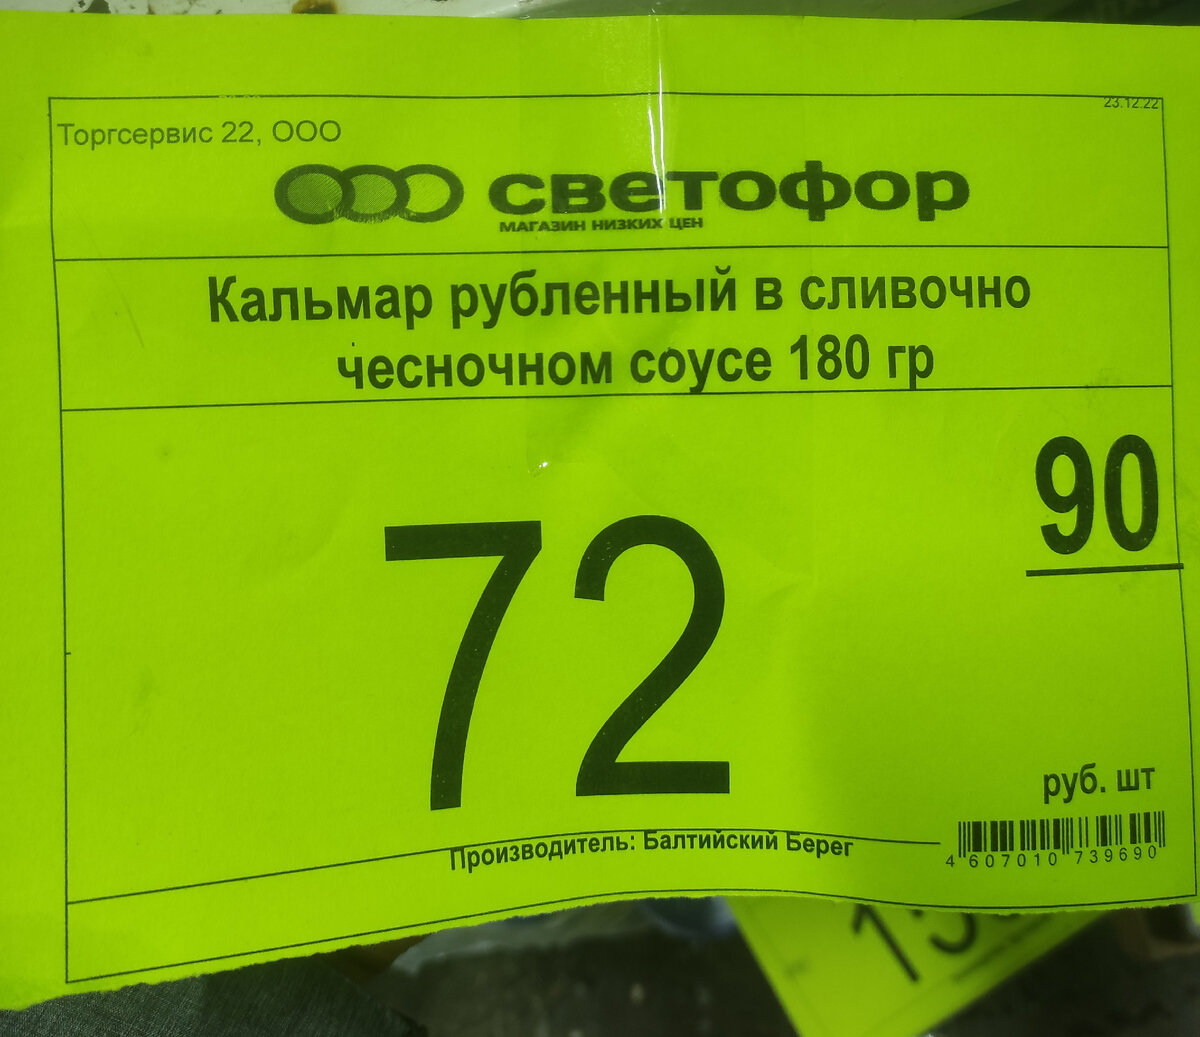 23.12.22
Торгсервис 22, ООО
светофор
МАГАЗИН НИЗКИХ ЦЕН
Кальмар рубленный в сливочно
чесночном соусе 180 гр
72
90
руб. шт
Производитель: Балтийский Берег
4 607010 739690